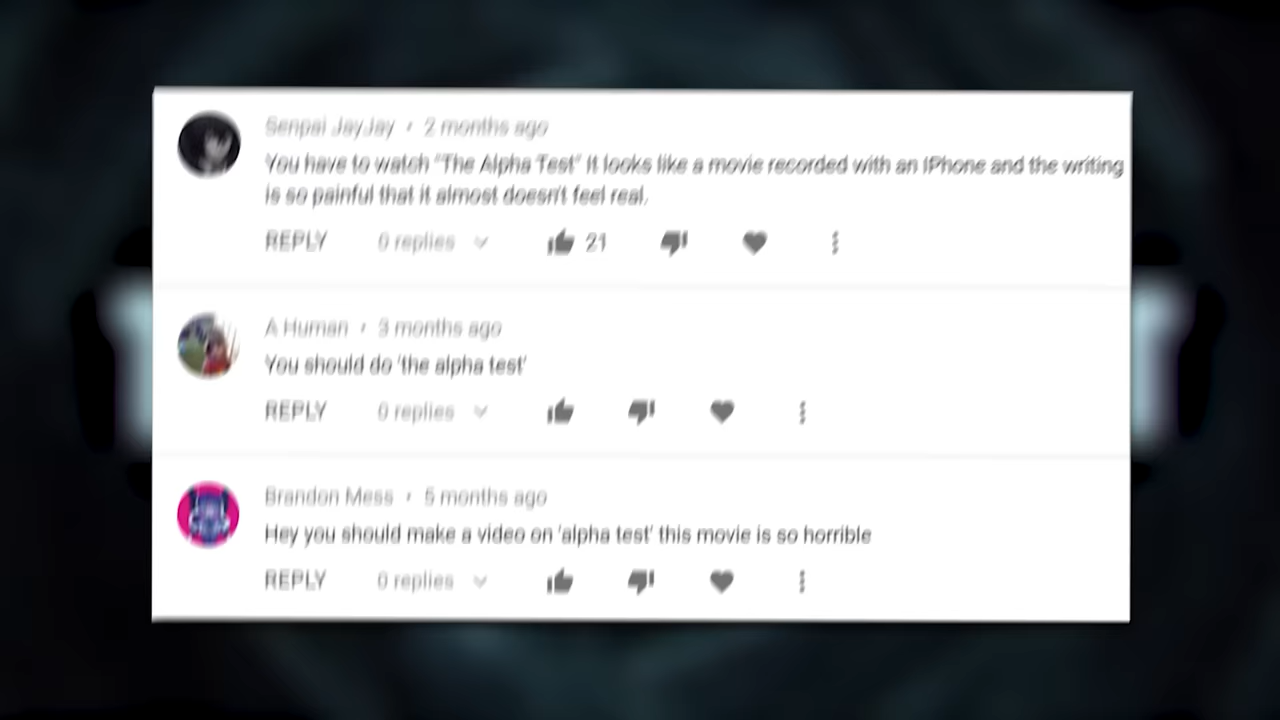 Senpai JayJay • 2 months ago
You have to watch "The Alpha Test" It looks like a movie recorded with an IPhone and the writing
is so painful that it almost doesn't feel real.
REPLY 0 replies 21
A Human • 3 months ago
You should do 'the alpha test'
REPLY 0 replies
Brandon Mess • 5 months ago
Hey you should make a video on 'alpha test' this movie is so horrible
REPLY 0 replies